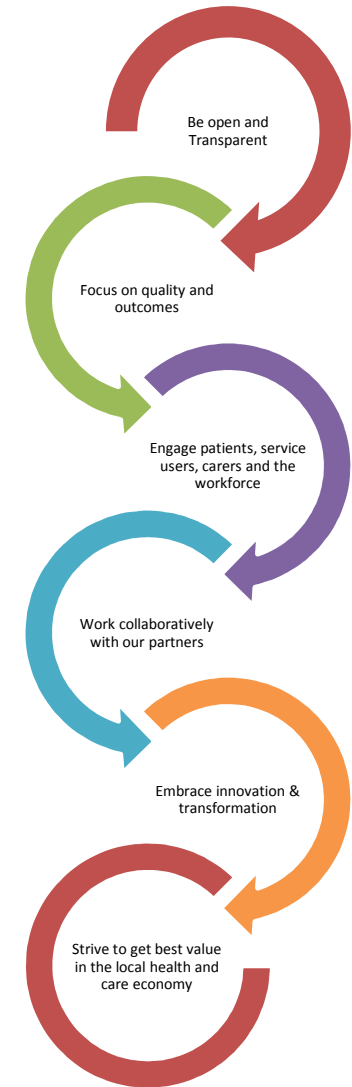 Be open and
Transparent
Focus on quality and
outcomes
Engage patients, service
users, carers and the
workforce
Work collaboratively
with our partners
Embrace innovation &
transformation
Strive to get best value
in the local health and
care economy